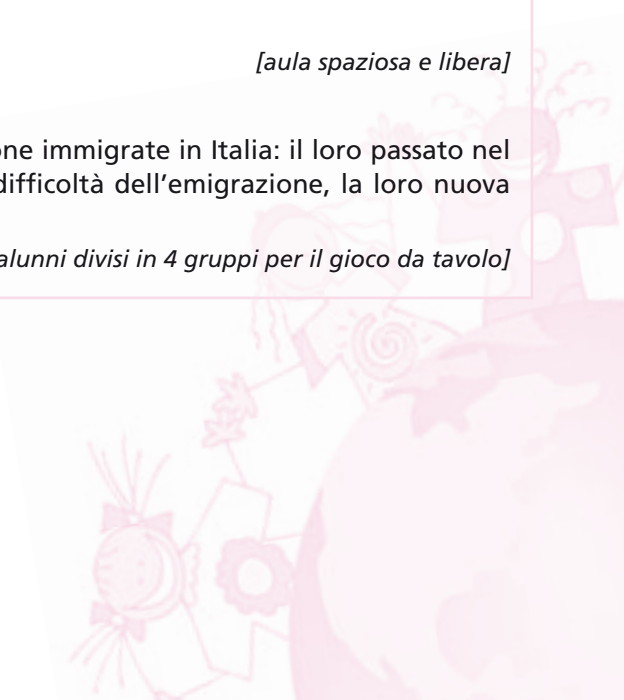 [aula spaziosa e libera]
one immigrate in Italia: il loro passato nel
difficoltà dell’emigrazione, la loro nuova
alunni divisi in 4 gruppi per il gioco da tavolo]